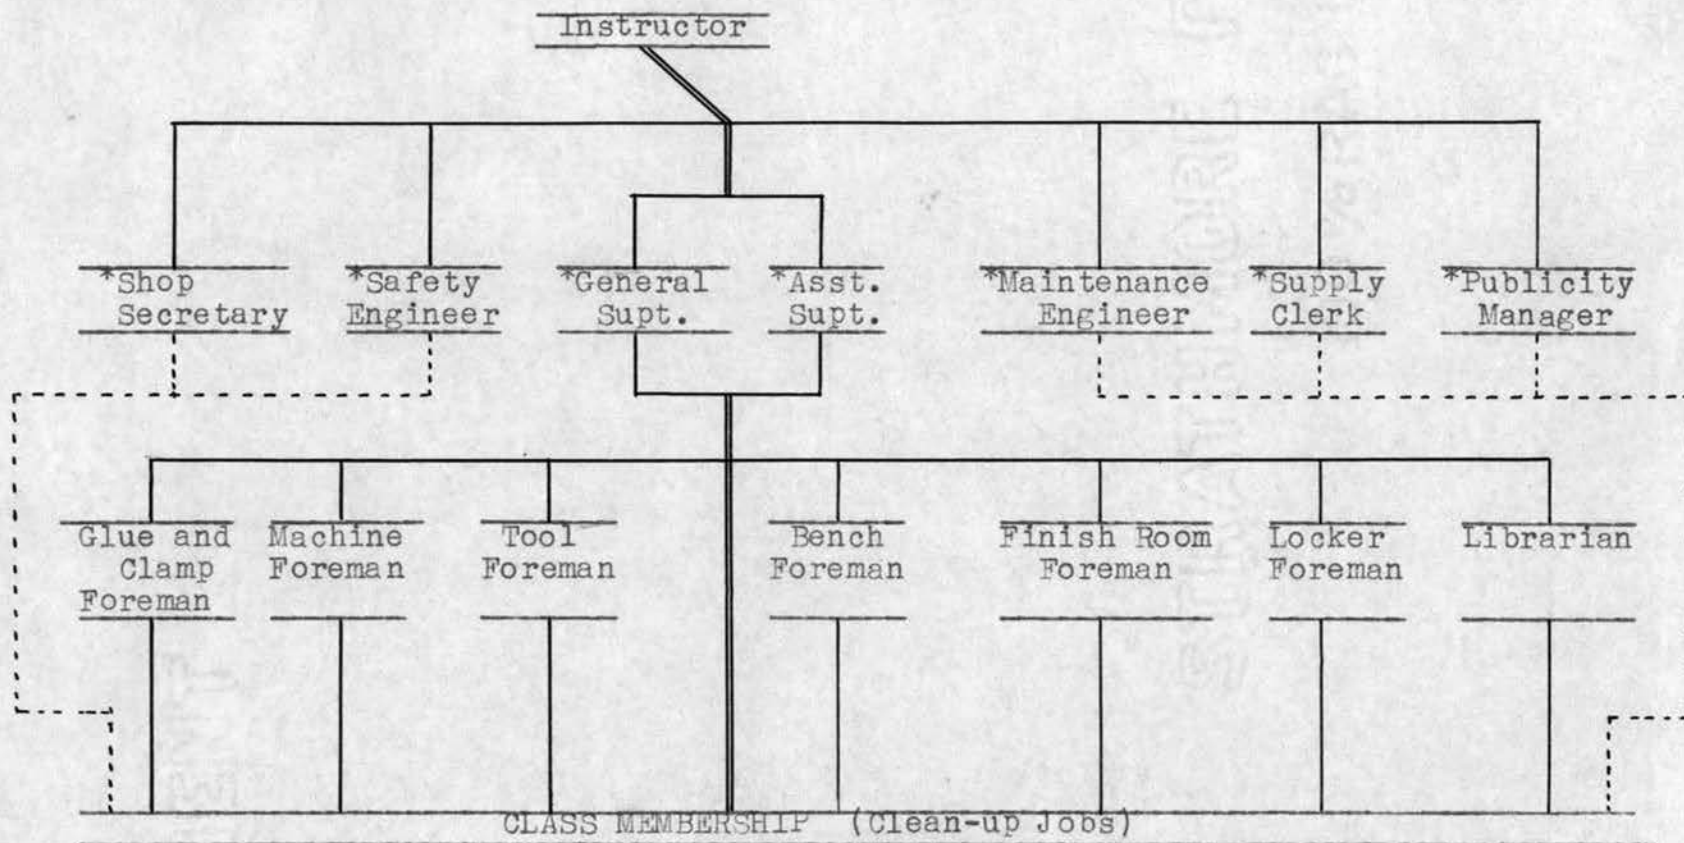 Instructor
*Shop
Secretary
*Safety
Engineer
*General
Supt.
*Asst.
Supt.
*Maintenance
Engineer
*Supply
Clerk
*Publicity
Manager
Glue and
Clamp
Foreman
Machine
Foreman
Tool
Foreman
Bench
Foreman
Finish Room
Foreman
Locker
Foreman
Librarian
CLASS MEMBERSHIP (Clean-up Jobs)